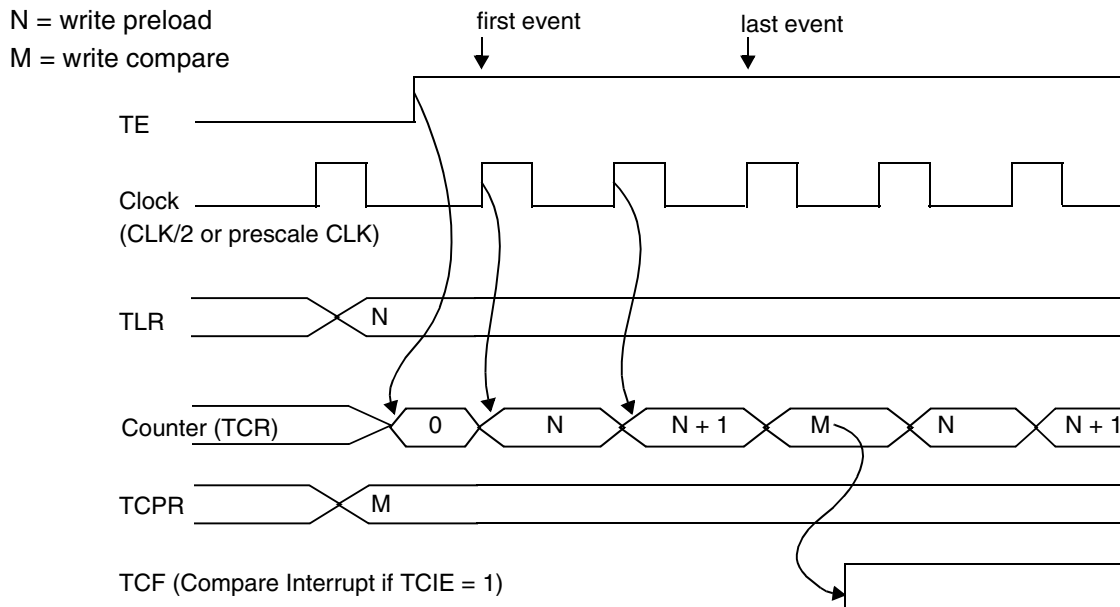 N = write preload
M = write compare
first event
last event
TE
Clock
(CLK/2 or prescale CLK)
TLR
N
Counter (TCR)
0
N
N + 1
M
N
N + 1
TCPR
M
TCF (Compare Interrupt if TCIE = 1)